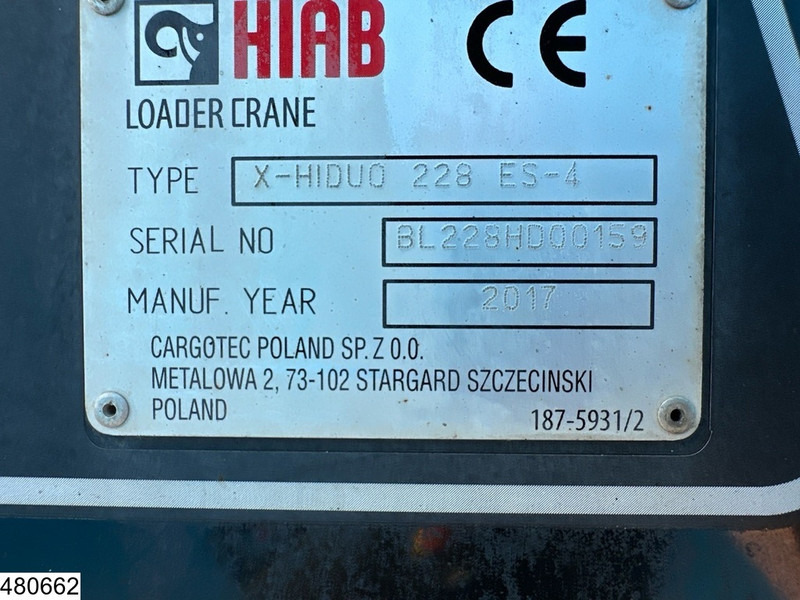 HIAB CE
LOADER CRANE
TYPE X-HIDUO 228 ES-4
SERIAL NO BL228HD00159
MANUF. YEAR 2017
CARGOTEC POLAND SP. Z O.O.
METALOWA 2, 73-102 STARGARD SZCZECINSKI
POLAND
187-5931/2
480662